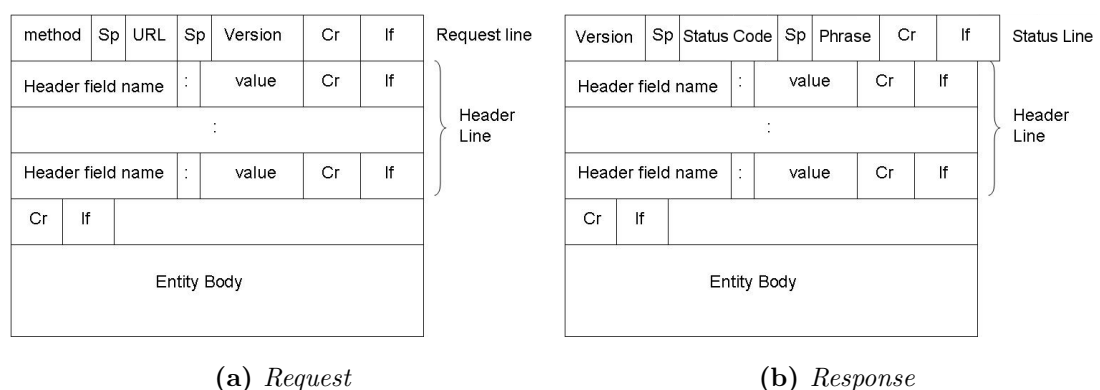 method Sp URL Sp Version Cr lf Request line
Header field name : value Cr lf
:
Header field name : value Cr lf
Header
Line
Cr lf
Entity Body
(a) Request
Version Sp Status Code Sp Phrase Cr lf Status Line
Header field name : value Cr lf
:
Header field name : value Cr lf
Header
Line
Cr lf
Entity Body
(b) Response